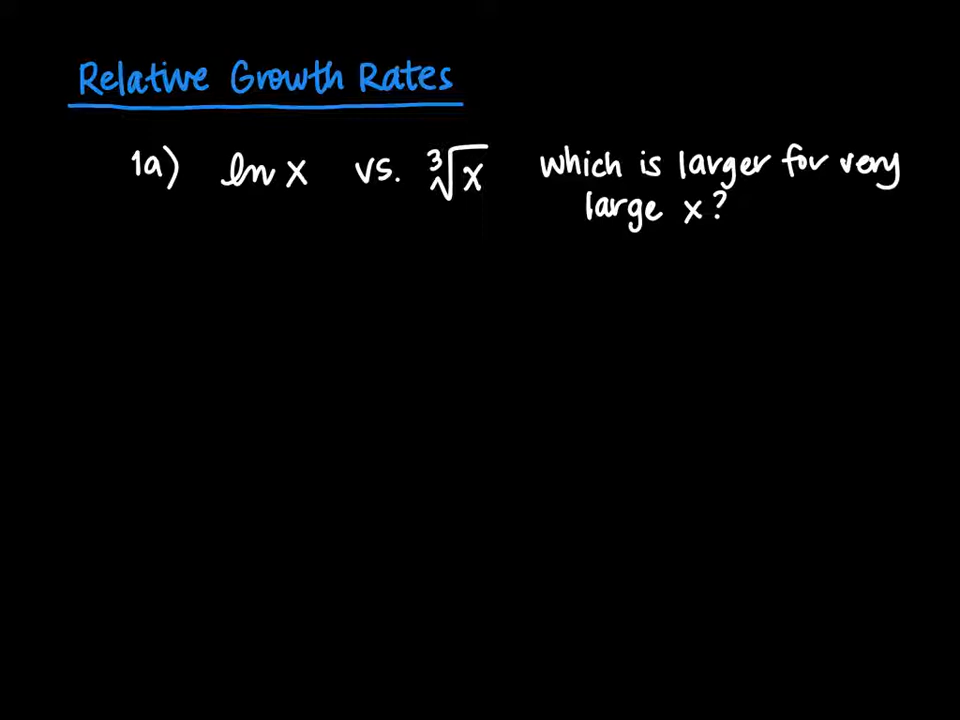 Relative Growth Rates
1a) ln x vs. ∛x which is larger for very
large x?